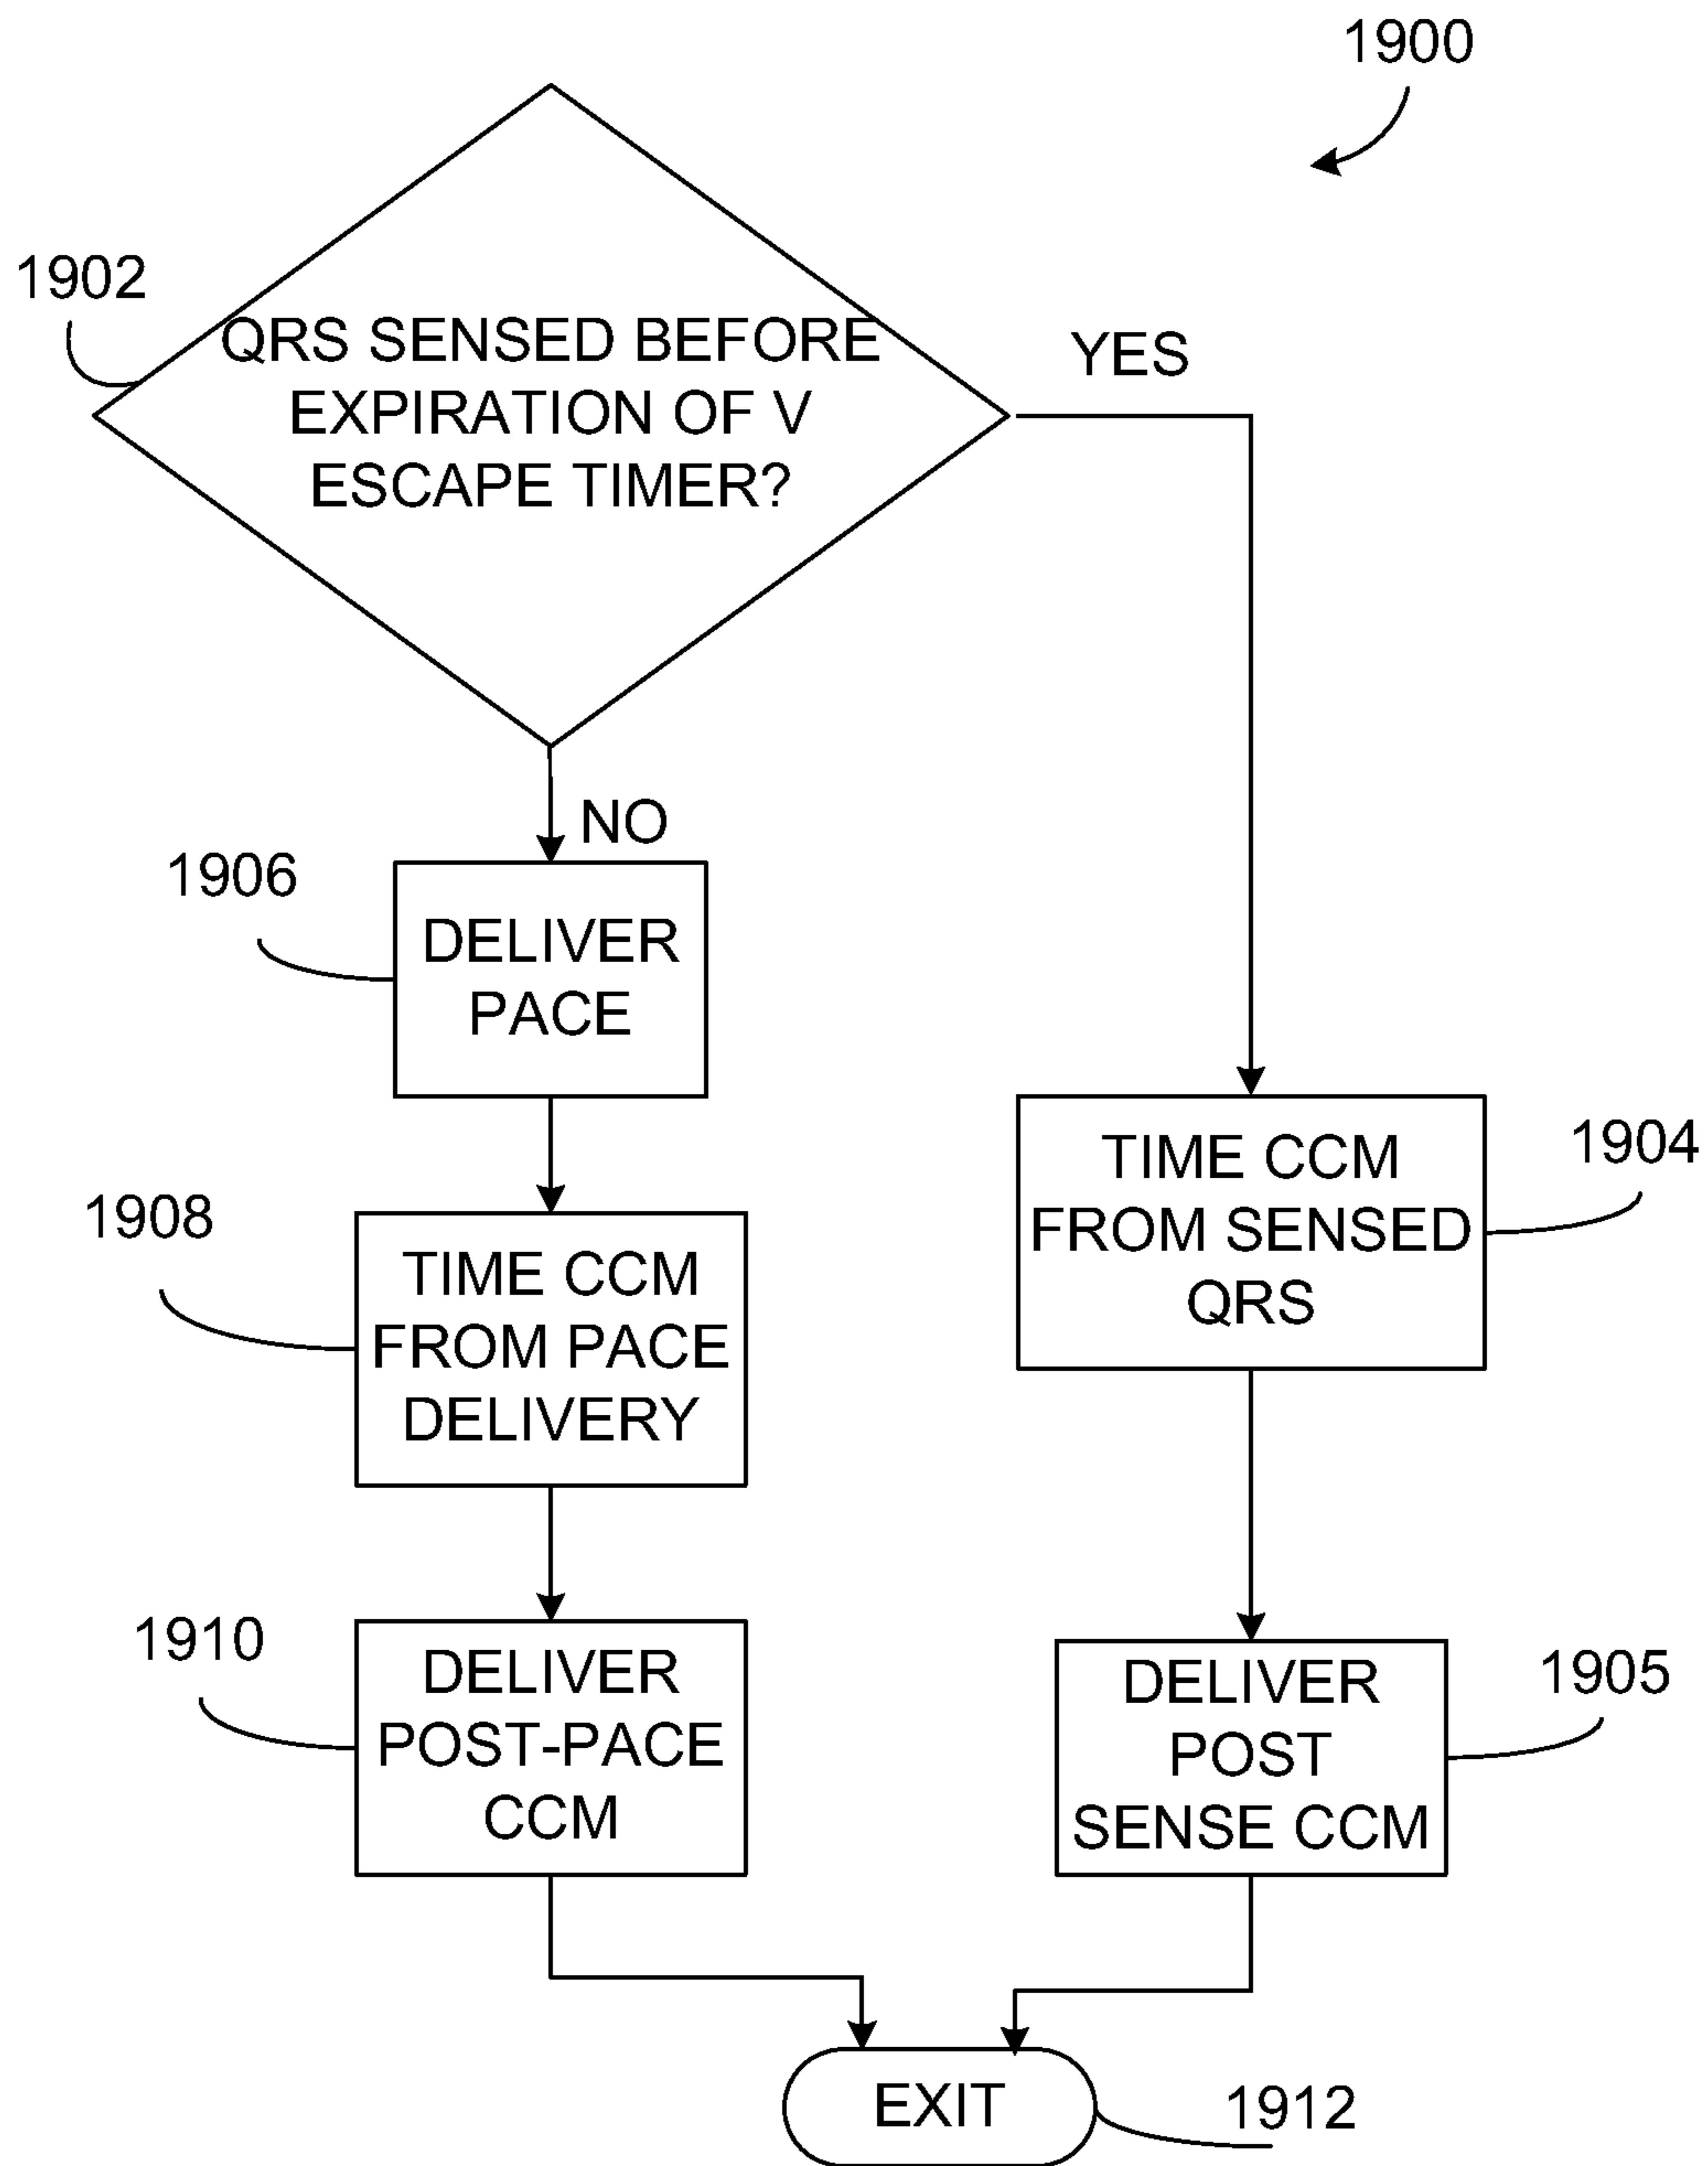 1900
1902
QRS SENSED BEFORE
EXPIRATION OF V
ESCAPE TIMER?
YES
NO
1906
DELIVER
PACE
1904
TIME CCM
FROM SENSED
QRS
1908
TIME CCM
FROM PACE
DELIVERY
1910
DELIVER
POST-PACE
CCM
1905
DELIVER
POST
SENSE CCM
EXIT
1912